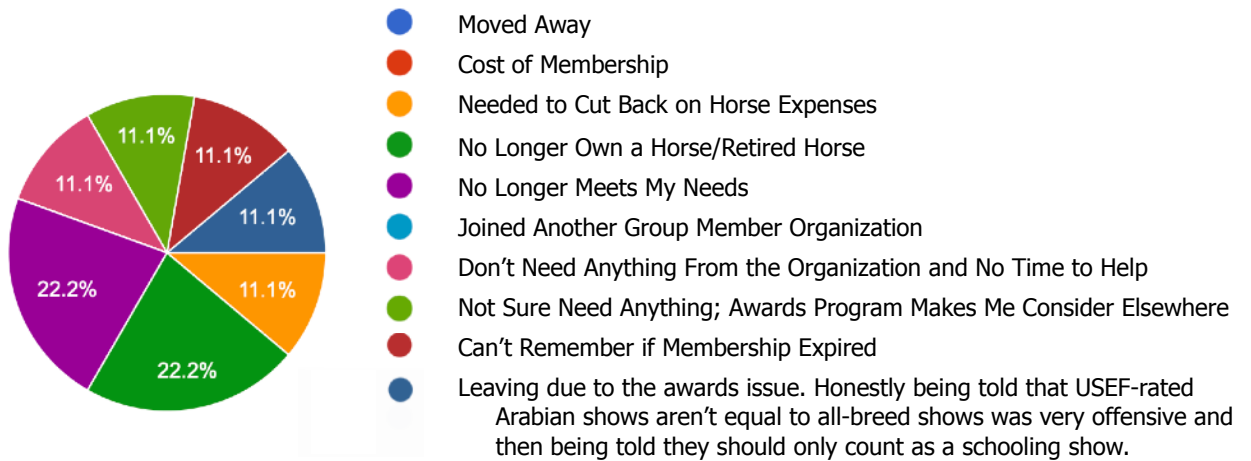 Moved Away
Cost of Membership
Needed to Cut Back on Horse Expenses
No Longer Own a Horse/Retired Horse
No Longer Meets My Needs
Joined Another Group Member Organization
Don't Need Anything From the Organization and No Time to Help
Not Sure Need Anything; Awards Program Makes Me Consider Elsewhere
Can't Remember if Membership Expired
Leaving due to the awards issue. Honestly being told that USEF-rated
Arabian shows aren't equal to all-breed shows was very offensive and
then being told they should only count as a schooling show.
11.1%
11.1%
11.1%
11.1%
11.1%
22.2%
22.2%